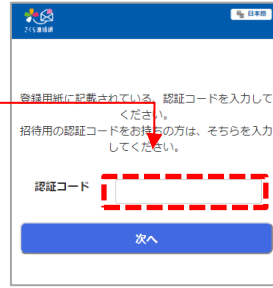 さくら連絡網
日本語
登録用紙に記載されている、認証コードを入力して
ください。
招待用の認証コードをお持ちの方は、そちらを入力
してください。
認証コード
次へ